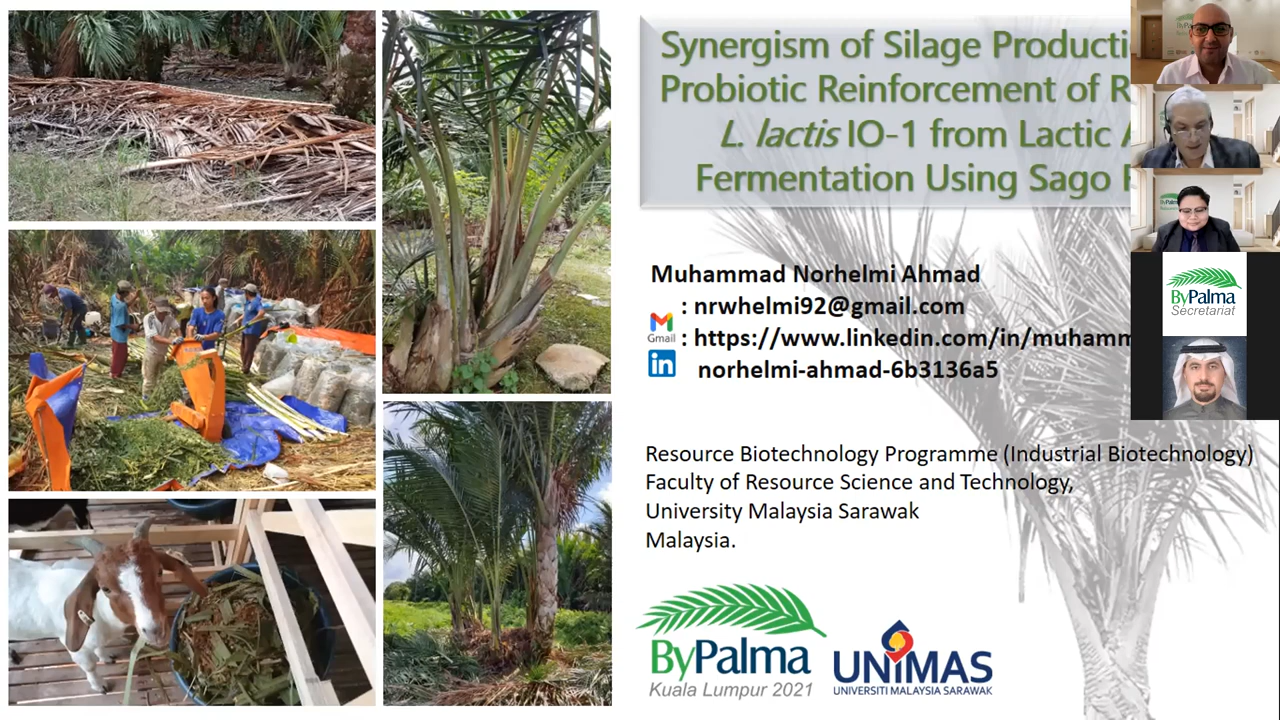 Synergism of Silage Producti
Probiotic Reinforcement of R
L. lactis IO-1 from Lactic
Fermentation Using Sago
Muhammad Norhelmi Ahmad
: nrwhelmi92@gmail.com
Gmail
: https://www.linkedin.com/in/muhamm
in
norhelmi-ahmad-6b3136a5
Resource Biotechnology Programme (Industrial Biotechnology)
Faculty of Resource Science and Technology,
University Malaysia Sarawak
Malaysia.
ByPalma
Kuala Lumpur 2021
UNIMAS
UNIVERSITI MALAYSIA SARAWAK
ByPalma
Secretariat